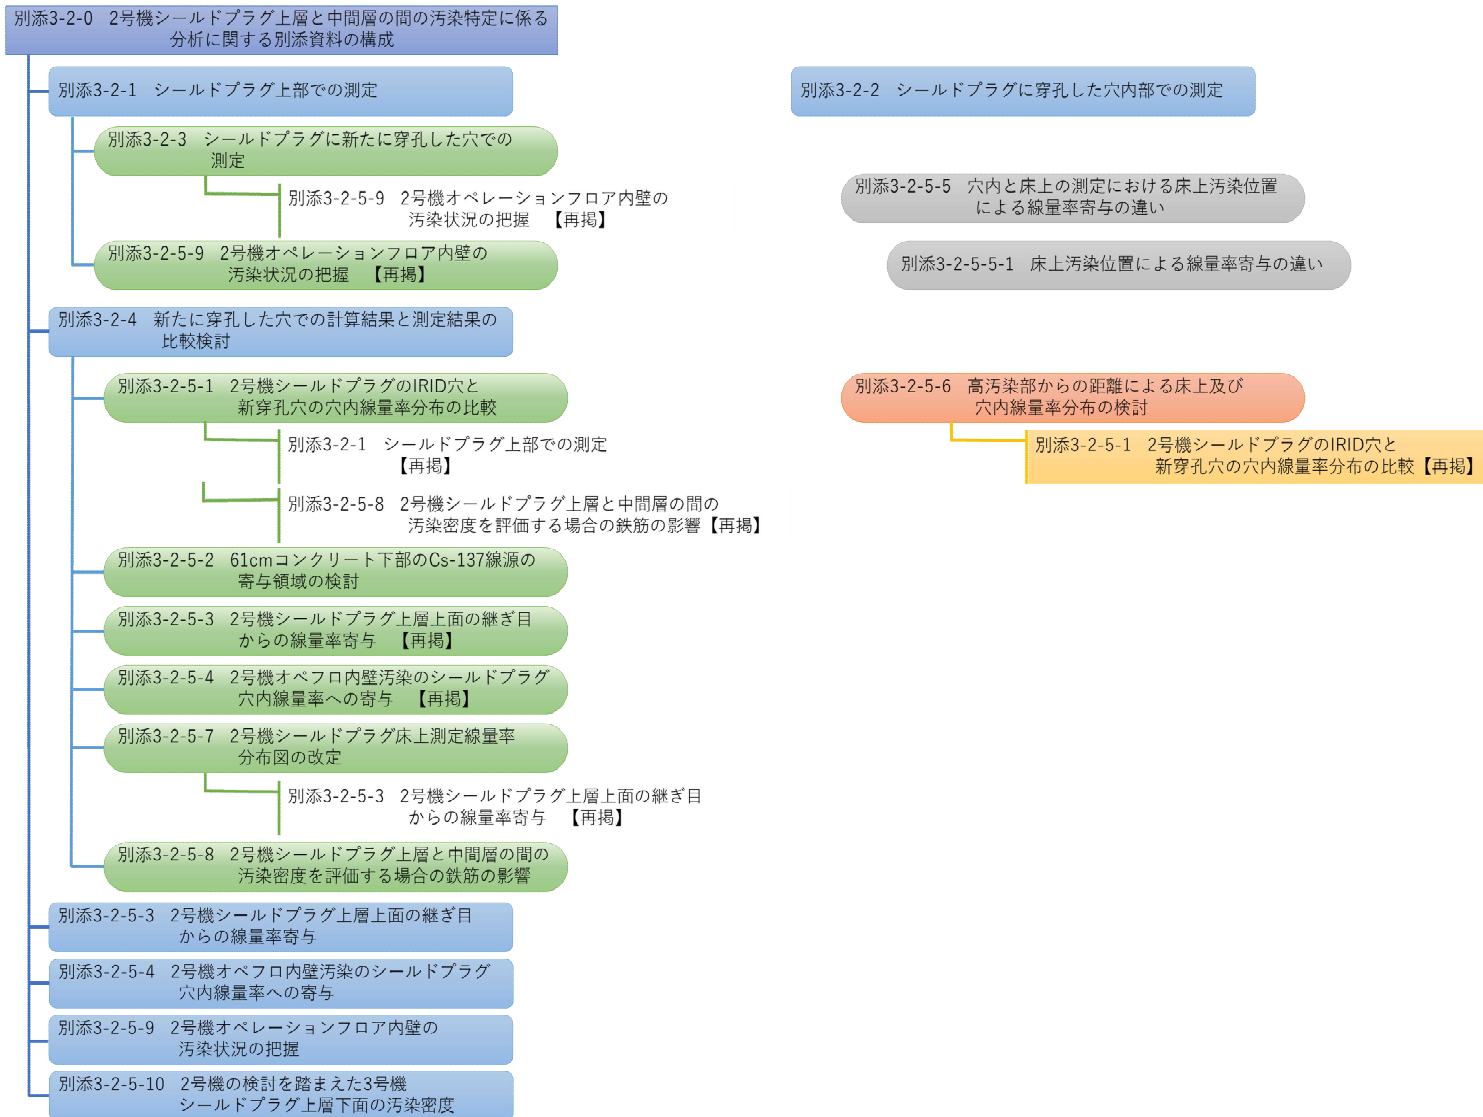 別添3-2-0　2号機シールドプラグ上層と中間層の間の汚染特定に係る
分析に関する別添資料の構成
別添3-2-1　シールドプラグ上部での測定
別添3-2-2　シールドプラグに穿孔した穴内部での測定
別添3-2-3　シールドプラグに新たに穿孔した穴での
測定
別添3-2-5-9　2号機オペレーションフロア内壁の
汚染状況の把握　【再掲】
別添3-2-5-5　穴内と床上の測定における床上汚染位置
による線量率寄与の違い
別添3-2-5-9　2号機オペレーションフロア内壁の
汚染状況の把握　【再掲】
別添3-2-5-5-1　床上汚染位置による線量率寄与の違い
別添3-2-4　新たに穿孔した穴での計算結果と測定結果の
比較検討
別添3-2-5-1　2号機シールドプラグのIRID穴と
新穿孔穴の穴内線量率分布の比較
別添3-2-5-6　高汚染部からの距離による床上及び
穴内線量率分布の検討
別添3-2-1　シールドプラグ上部での測定
【再掲】
別添3-2-5-1　2号機シールドプラグのIRID穴と
新穿孔穴の穴内線量率分布の比較【再掲】
別添3-2-5-8　2号機シールドプラグ上層と中間層の間の
汚染密度を評価する場合の鉄筋の影響【再掲】
別添3-2-5-2　61cmコンクリート下部のCs-137線源の
寄与領域の検討
別添3-2-5-3　2号機シールドプラグ上層上面の継ぎ目
からの線量率寄与　【再掲】
別添3-2-5-4　2号機オペフロ内壁汚染のシールドプラグ
穴内線量率への寄与　【再掲】
別添3-2-5-7　2号機シールドプラグ床上測定線量率
分布図の改定
別添3-2-5-3　2号機シールドプラグ上層上面の継ぎ目
からの線量率寄与　【再掲】
別添3-2-5-8　2号機シールドプラグ上層と中間層の間の
汚染密度を評価する場合の鉄筋の影響
別添3-2-5-3　2号機シールドプラグ上層上面の継ぎ目
からの線量率寄与
別添3-2-5-4　2号機オペフロ内壁汚染のシールドプラグ
穴内線量率への寄与
別添3-2-5-9　2号機オペレーションフロア内壁の
汚染状況の把握
別添3-2-5-10　2号機の検討を踏まえた3号機
シールドプラグ上層下面の汚染密度